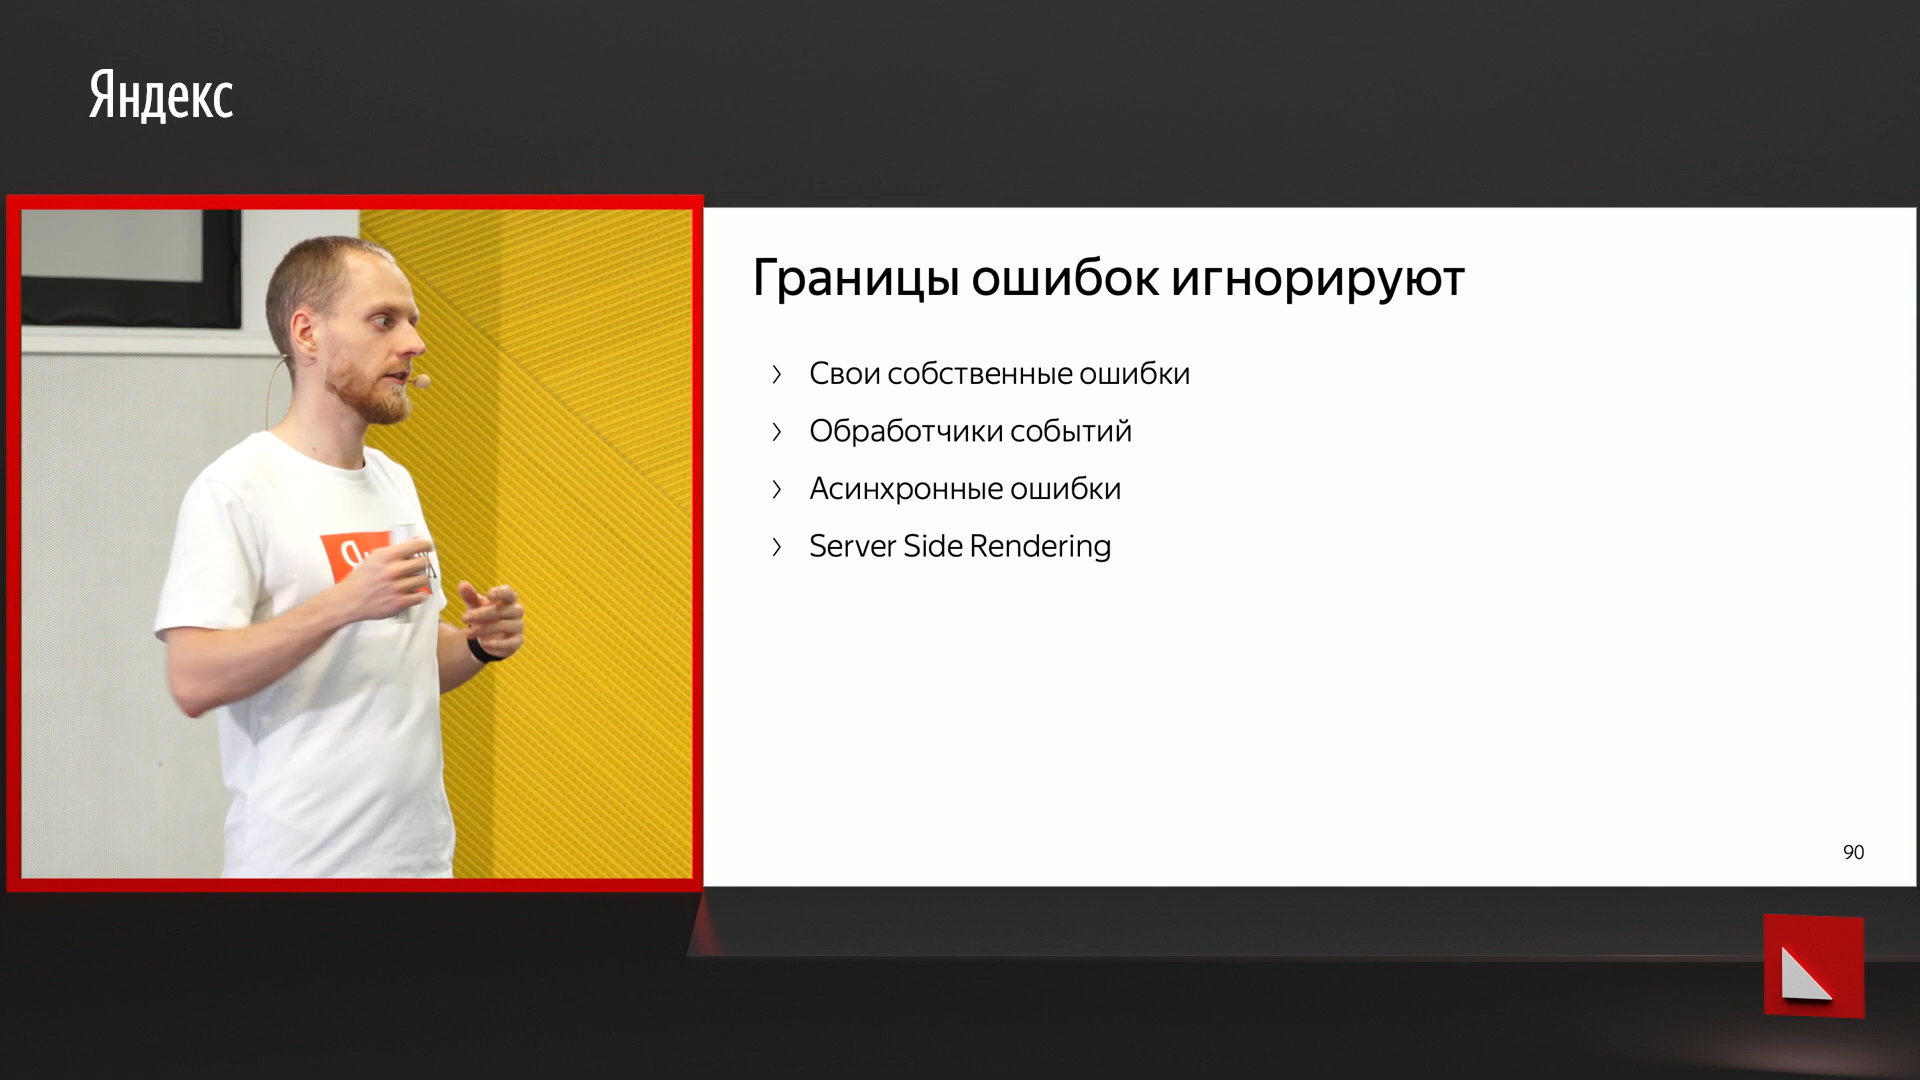 Яндекс
Границы ошибок игнорируют
Свои собственные ошибки
Обработчики событий
Асинхронные ошибки
Server Side Rendering
90